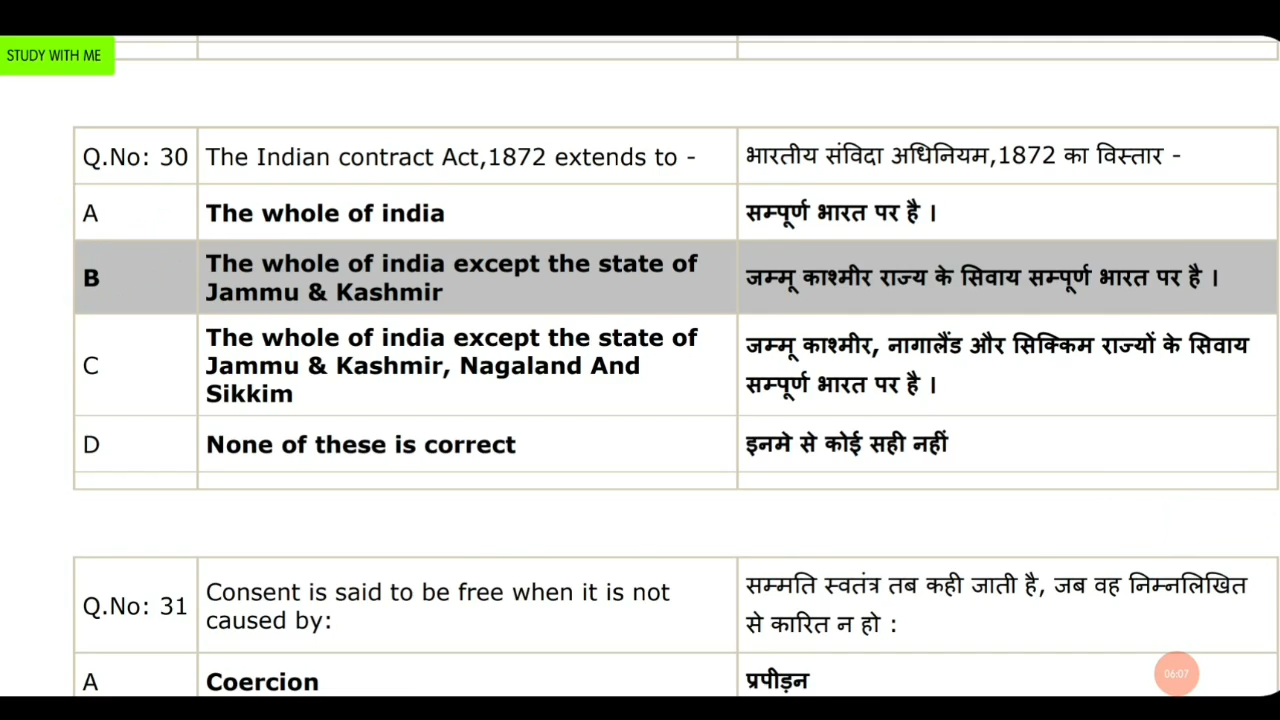 STUDY WITH ME
Q.No: 30
The Indian contract Act,1872 extends to -
भारतीय संविदा अधिनियम,1872 का विस्तार -
A
The whole of india
सम्पूर्ण भारत पर है ।
B
The whole of india except the state of
Jammu & Kashmir
जम्मू काश्मीर राज्य के सिवाय सम्पूर्ण भारत पर है ।
C
The whole of india except the state of
Jammu & Kashmir, Nagaland And
Sikkim
जम्मू काश्मीर, नागालैंड और सिक्किम राज्यों के सिवाय
सम्पूर्ण भारत पर है ।
D
None of these is correct
इनमे से कोई सही नहीं
Q.No: 31
Consent is said to be free when it is not
caused by:
सम्मति स्वतंत्र तब कही जाती है, जब वह निम्नलिखित
से कारित न हो :
A
Coercion
प्रपीड़न
06:07